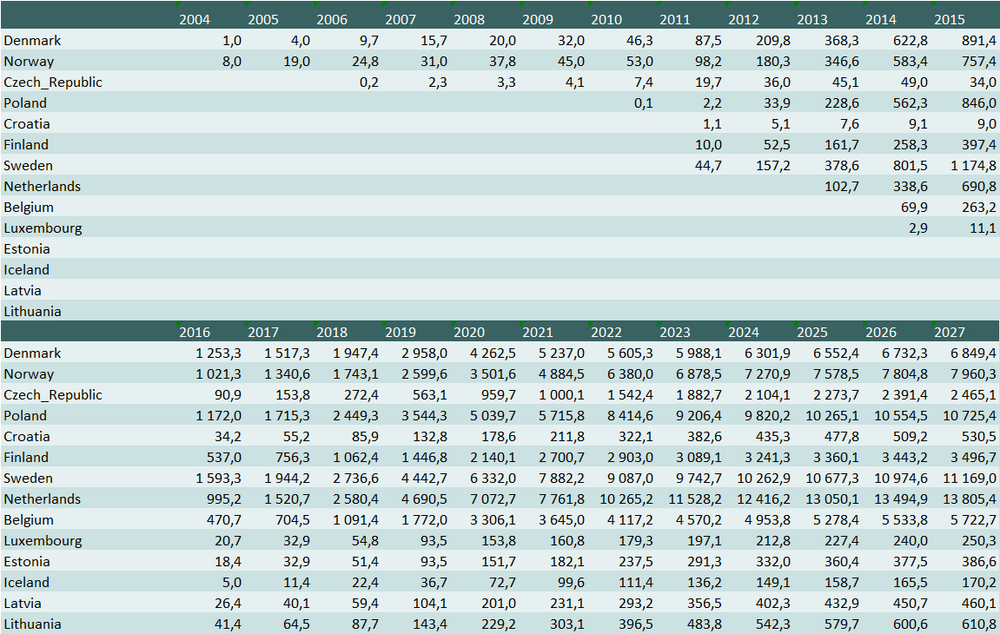 2004 2005 2006 2007 2008 2009 2010 2011 2012 2013 2014 2015
Denmark 1,0 4,0 9,7 15,7 20,0 32,0 46,3 87,5 209,8 368,3 622,8 891,4
Norway 8,0 19,0 24,8 31,0 37,8 45,0 53,0 98,2 180,3 346,6 583,4 757,4
Czech_Republic 0,2 2,3 3,3 4,1 7,4 19,7 36,0 45,1 49,0 34,0
Poland 0,1 2,2 33,9 228,6 562,3 846,0
Croatia 1,1 5,1 7,6 9,1 9,0
Finland 10,0 52,5 161,7 258,3 397,4
Sweden 44,7 157,2 378,6 801,5 1 174,8
Netherlands 102,7 338,6 690,8
Belgium 69,9 263,2
Luxembourg 2,9 11,1
Estonia
Iceland
Latvia
Lithuania
2016 2017 2018 2019 2020 2021 2022 2023 2024 2025 2026 2027
Denmark 1 253,3 1 517,3 1 947,4 2 958,0 4 262,5 5 237,0 5 605,3 5 988,1 6 301,9 6 552,4 6 732,3 6 849,4
Norway 1 021,3 1 340,6 1 743,1 2 599,6 3 501,6 4 884,5 6 380,0 6 878,5 7 270,9 7 578,5 7 804,8 7 960,3
Czech_Republic 90,9 153,8 272,4 563,1 959,7 1 000,1 1 542,4 1 882,7 2 104,1 2 273,7 2 391,4 2 465,1
Poland 1 172,0 1 715,3 2 449,3 3 544,3 5 039,7 5 715,8 8 414,6 9 206,4 9 820,2 10 265,1 10 554,5 10 725,4
Croatia 34,2 55,2 85,9 132,8 178,6 211,8 322,1 382,6 435,3 477,8 509,2 530,5
Finland 537,0 756,3 1 062,4 1 446,8 2 140,1 2 700,7 2 903,0 3 089,1 3 241,3 3 360,1 3 443,2 3 496,7
Sweden 1 593,3 1 944,2 2 736,6 4 442,7 6 332,0 7 882,2 9 087,0 9 742,7 10 262,9 10 677,3 10 974,6 11 169,0
Netherlands 995,2 1 520,7 2 580,4 4 690,5 7 072,7 7 761,8 10 265,2 11 528,2 12 416,2 13 050,1 13 494,9 13 805,4
Belgium 470,7 704,5 1 091,4 1 772,0 3 306,1 3 645,0 4 117,2 4 570,2 4 953,8 5 278,4 5 533,8 5 722,7
Luxembourg 20,7 32,9 54,8 93,5 153,8 160,8 179,3 197,1 212,8 227,4 240,0 250,3
Estonia 18,4 32,9 51,4 93,5 151,7 182,1 237,5 291,3 332,0 360,4 377,5 386,6
Iceland 5,0 11,4 22,4 36,7 72,7 99,6 111,4 136,2 149,1 158,7 165,5 170,2
Latvia 26,4 40,1 59,4 104,1 201,0 231,1 293,2 356,5 402,3 432,9 450,7 460,1
Lithuania 41,4 64,5 87,7 143,4 229,2 303,1 396,5 483,8 542,3 579,7 600,6 610,8